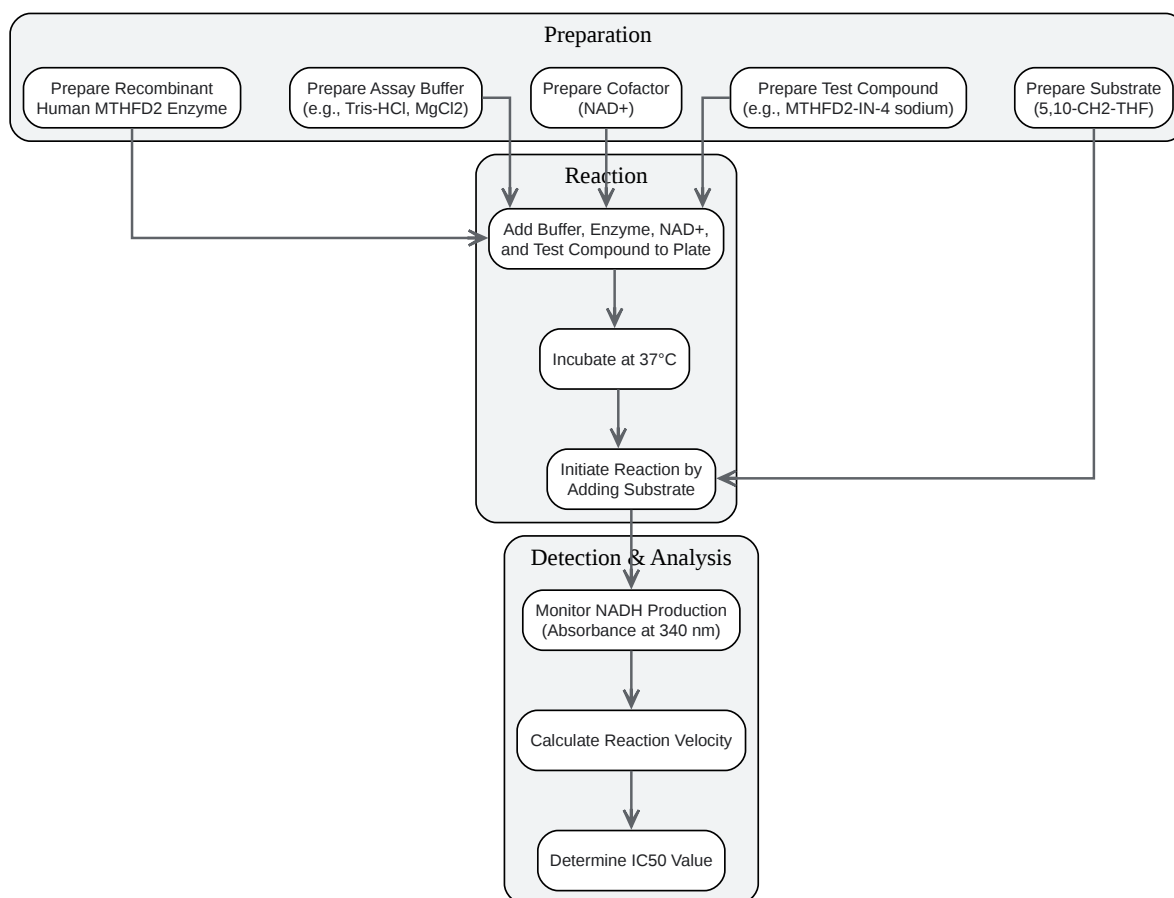 Preparation
Prepare Recombinant
Human MTHFD2 Enzyme
Prepare Assay Buffer
(e.g., Tris-HCl, MgCl2)
Prepare Cofactor
(NAD+)
Prepare Test Compound
(e.g., MTHFD2-IN-4 sodium)
Prepare Substrate
(5,10-CH2-THF)
Reaction
Add Buffer, Enzyme, NAD+,
and Test Compound to Plate
Incubate at 37°C
Initiate Reaction by
Adding Substrate
Detection & Analysis
Monitor NADH Production
(Absorbance at 340 nm)
Calculate Reaction Velocity
Determine IC50 Value